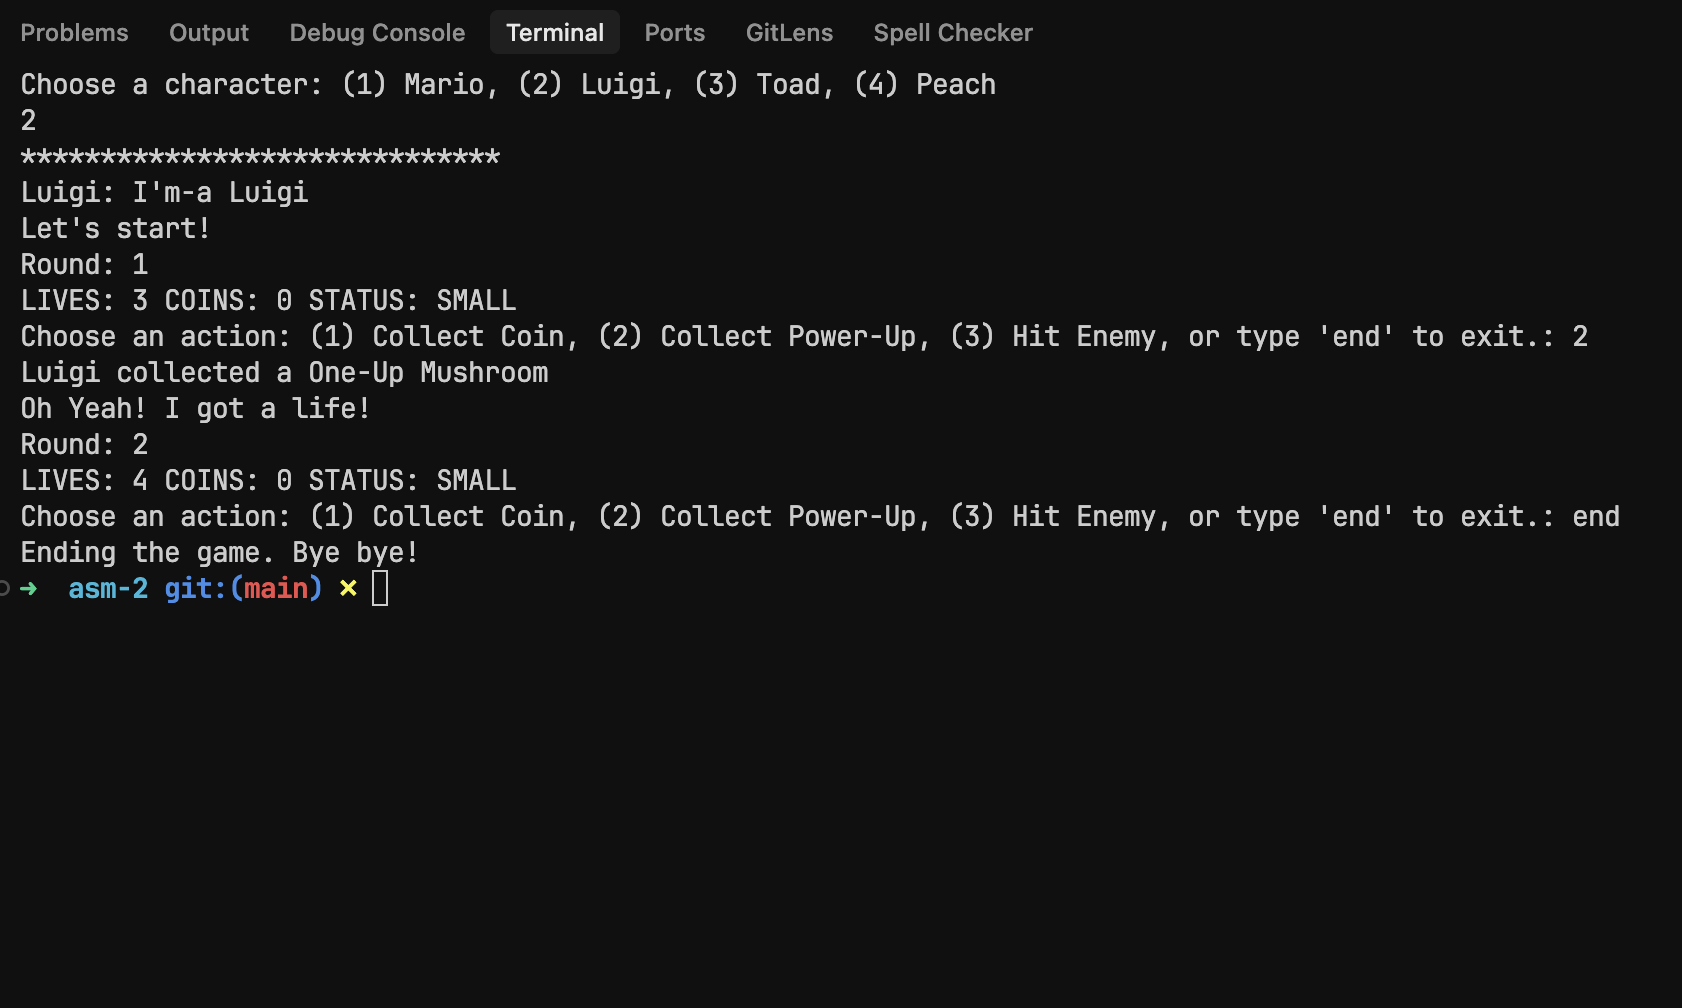 Problems Output Debug Console Terminal Ports GitLens Spell Checker
Choose a character: (1) Mario, (2) Luigi, (3) Toad, (4) Peach
2
******************************
Luigi: I'm-a Luigi
Let's start!
Round: 1
LIVES: 3 COINS: 0 STATUS: SMALL
Choose an action: (1) Collect Coin, (2) Collect Power-Up, (3) Hit Enemy, or type 'end' to exit.: 2
Luigi collected a One-Up Mushroom
Oh Yeah! I got a life!
Round: 2
LIVES: 4 COINS: 0 STATUS: SMALL
Choose an action: (1) Collect Coin, (2) Collect Power-Up, (3) Hit Enemy, or type 'end' to exit.: end
Ending the game. Bye bye!
➜ asm-2 git:(main) ✗